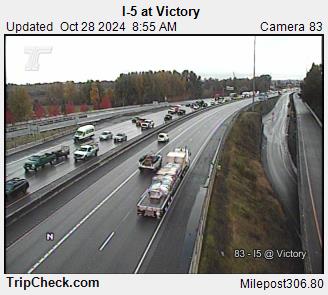 I-5 at Victory
Updated Oct 28 2024 8:55 AM Camera 83
TR
N
83 - I5 @ Victory
TripCheck.com Milepost306.80